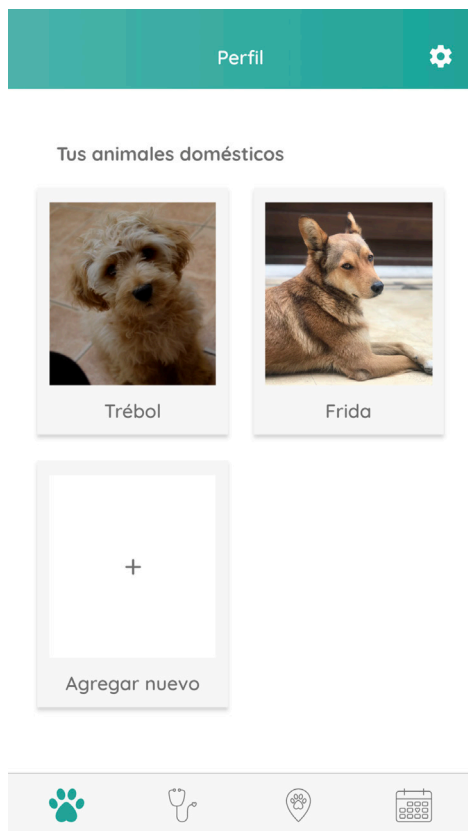 Perfil
Tus animales domésticos
Trébol
Frida
+
Agregar nuevo